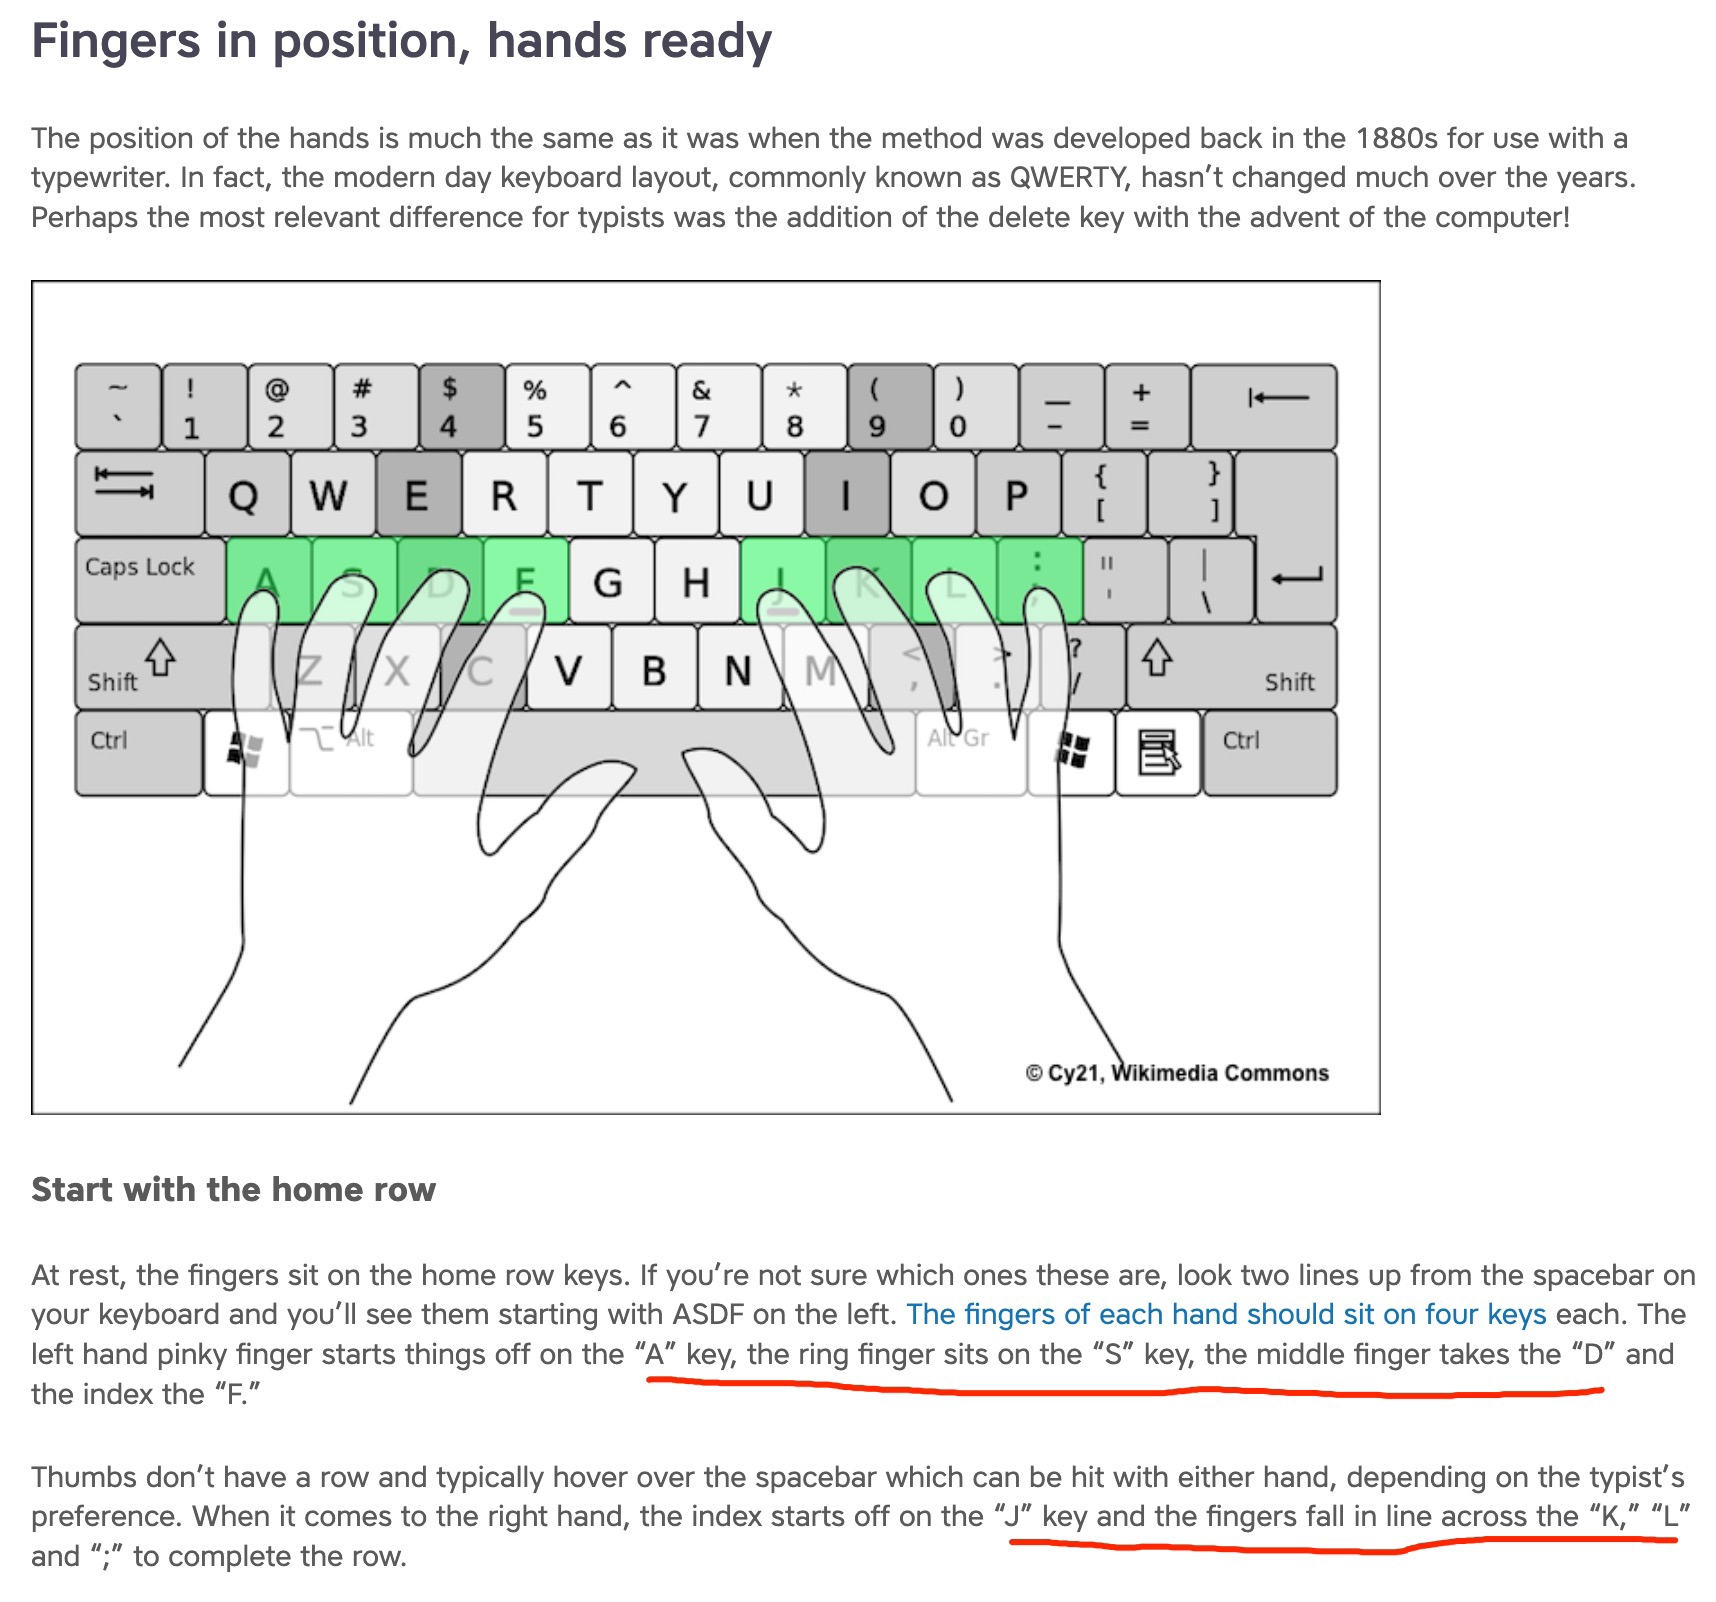 Fingers in position, hands ready
The position of the hands is much the same as it was when the method was developed back in the 1880s for use with a
typewriter. In fact, the modern day keyboard layout, commonly known as QWERTY, hasn’t changed much over the years.
Perhaps the most relevant difference for typists was the addition of the delete key with the advent of the computer!
~ ! @ # $ % ^ & * ( ) _ +
` 1 2 3 4 5 6 7 8 9 0 - =
Q W E R T Y U I O P { [ } ]
Caps Lock A S D F G H J K L : ; " ' | \
Shift Z X C V B N M < , > . ? / Shift
Ctrl Alt Alt Gr Ctrl
© Cy21, Wikimedia Commons
Start with the home row
At rest, the fingers sit on the home row keys. If you’re not sure which ones these are, look two lines up from the spacebar on
your keyboard and you’ll see them starting with ASDF on the left. The fingers of each hand should sit on four keys each. The
left hand pinky finger starts things off on the “A” key, the ring finger sits on the “S” key, the middle finger takes the “D” and
the index the “F.”
Thumbs don’t have a row and typically hover over the spacebar which can be hit with either hand, depending on the typist’s
preference. When it comes to the right hand, the index starts off on the “J” key and the fingers fall in line across the “K,” “L”
and “;” to complete the row.